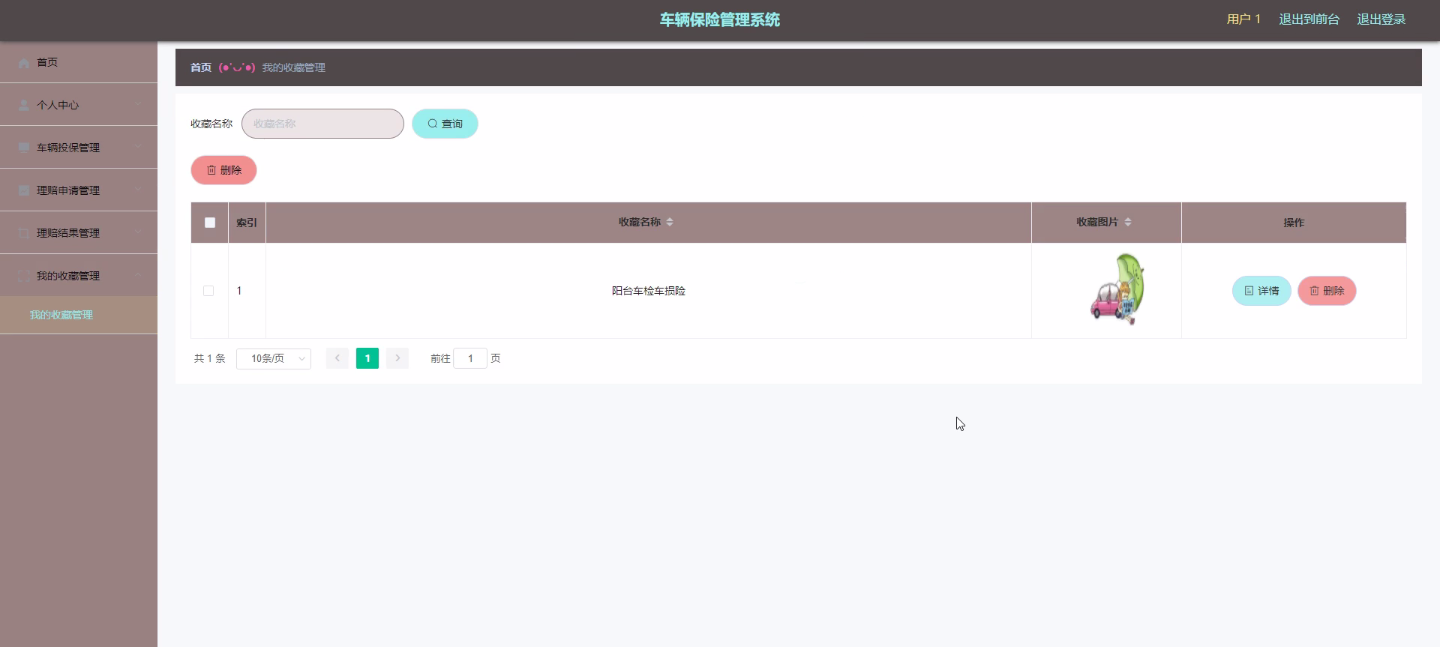 车辆保险管理系统
用户 1 退出到前台 退出登录
首页
个人中心
车辆投保管理
理赔申请管理
理赔结果管理
我的收藏管理
我的收藏管理
首页 (●'◡'●) 我的收藏管理
收藏名称 收藏名称 查询
删除
索引 收藏名称 收藏图片 操作
1 阳台车检车损险 详情 删除
共 1 条 10条/页 1 前往 1 页